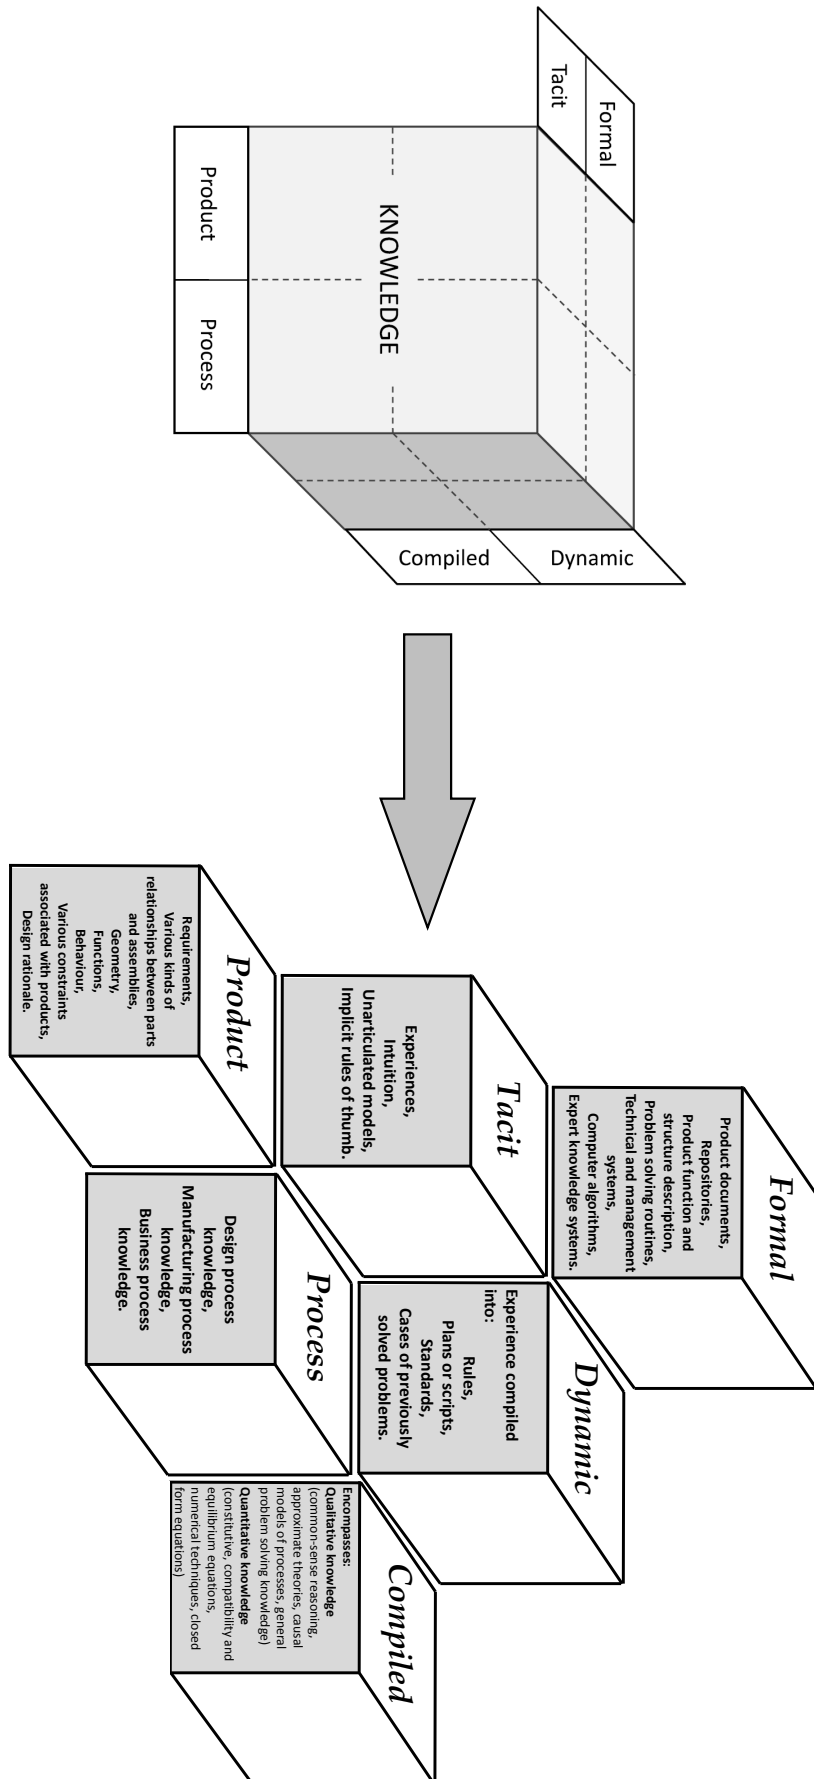 Formal
Tacit
KNOWLEDGE
Product
Process
Compiled
Dynamic
Formal
Product documents,
Repositories,
Product function and
structure description,
Problem solving routines,
Technical and management
systems,
Computer algorithms,
Expert knowledge systems.
Tacit
Experiences,
Intuition,
Unarticulated models,
Implicit rules of thumb.
Dynamic
Experience compiled
into:
Rules,
Plans or scripts,
Standards,
Cases of previously
solved problems.
Product
Requirements,
Various kinds of
relationships between parts
and assemblies,
Geometry,
Functions,
Behaviour,
Various constraints
associated with products,
Design rationale.
Process
Design process
knowledge,
Manufacturing process
knowledge,
Business process
knowledge.
Compiled
Encompasses:
Qualitative knowledge
(common-sense reasoning,
approximate theories, causal
models of processes, general
problem solving knowledge)
Quantitative knowledge
(constitutive, compatibility and
equilibrium equations,
numerical techniques, closed
form equations)